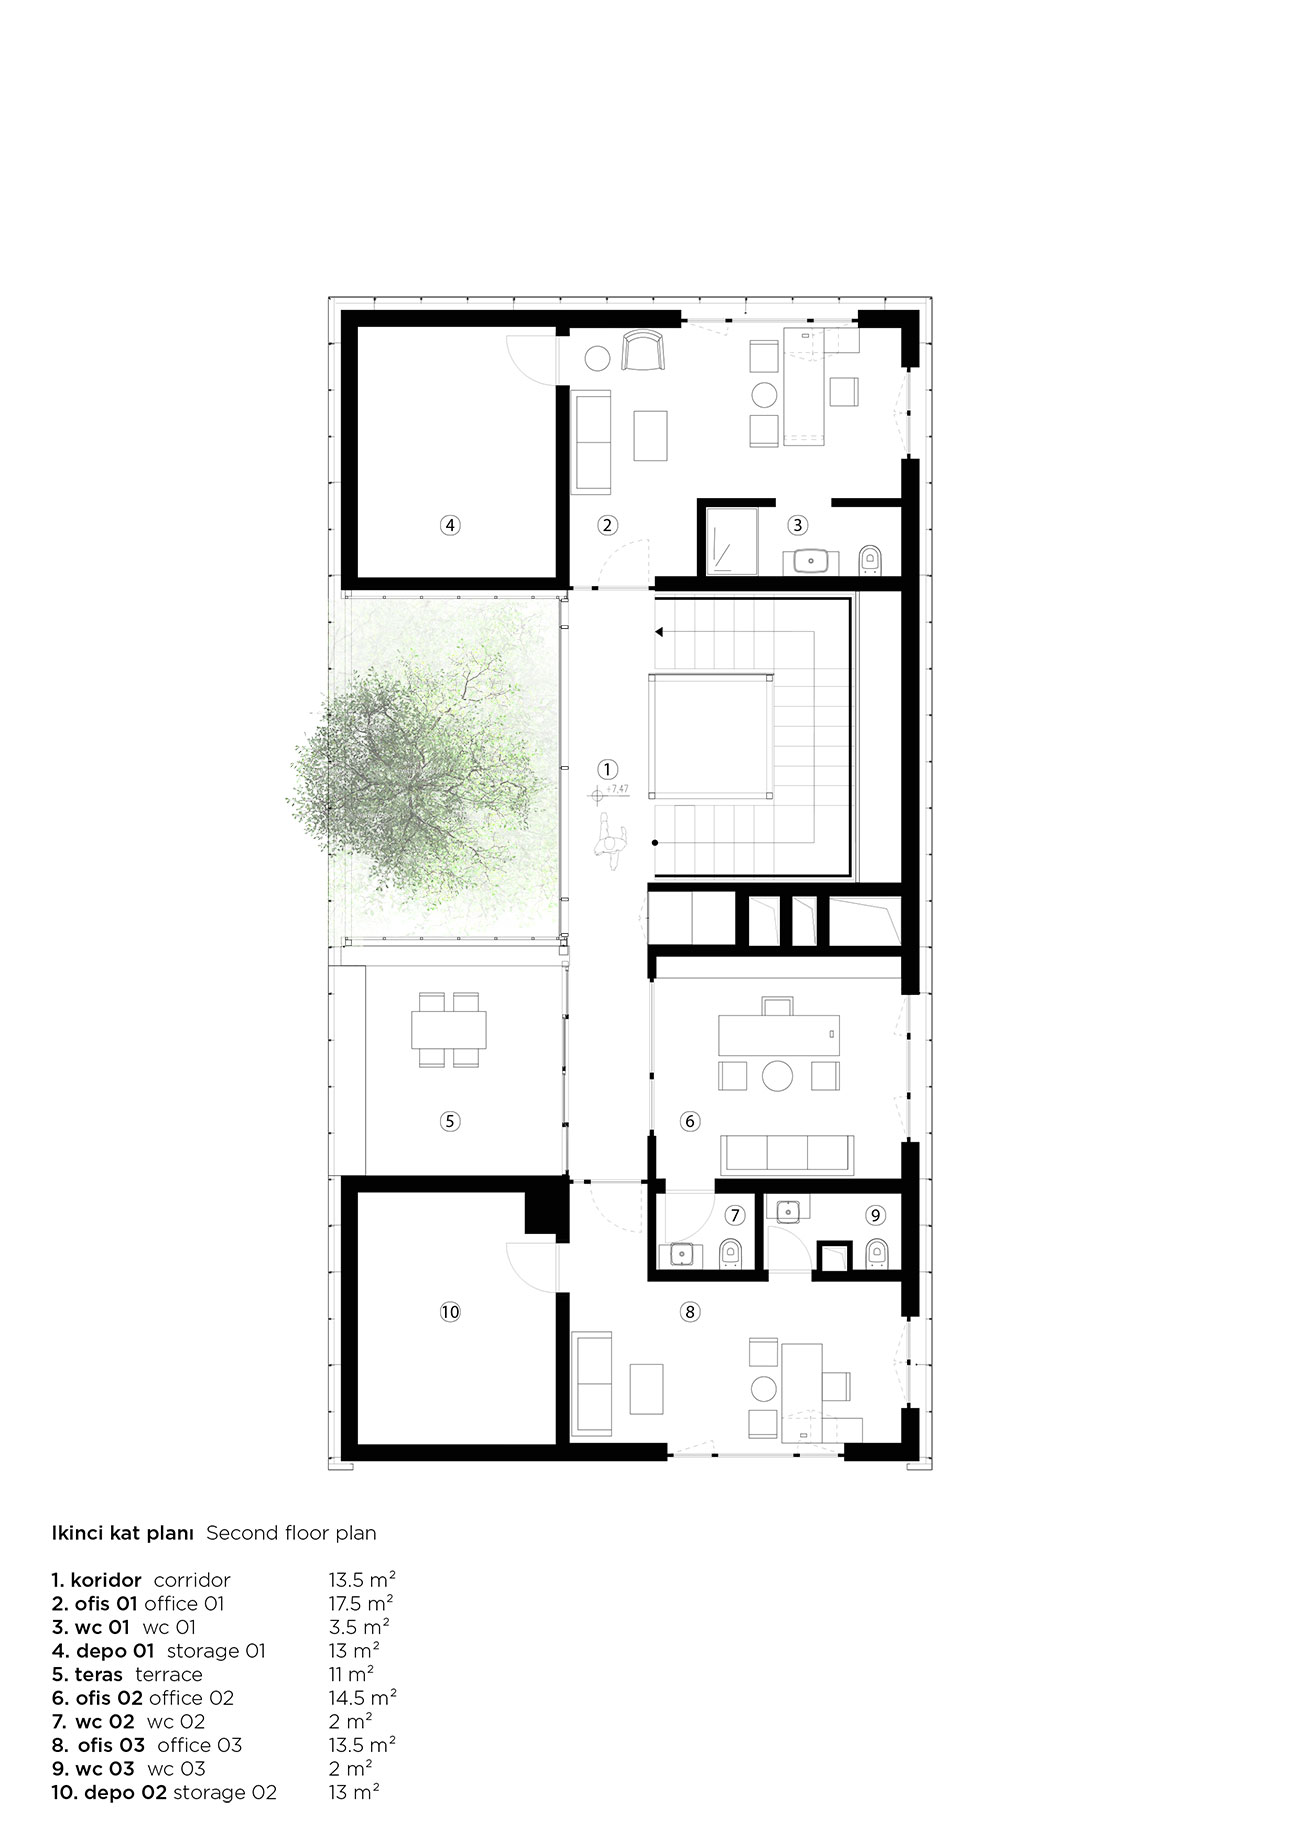 4
2
3
1
+7.47
5
6
7
9
10
8
Ikinci kat planı Second floor plan
1. koridor corridor 13.5 m²
2. ofis 01 office 01 17.5 m²
3. wc 01 wc 01 3.5 m²
4. depo 01 storage 01 13 m²
5. teras terrace 11 m²
6. ofis 02 office 02 14.5 m²
7. wc 02 wc 02 2 m²
8. ofis 03 office 03 13.5 m²
9. wc 03 wc 03 2 m²
10. depo 02 storage 02 13 m²